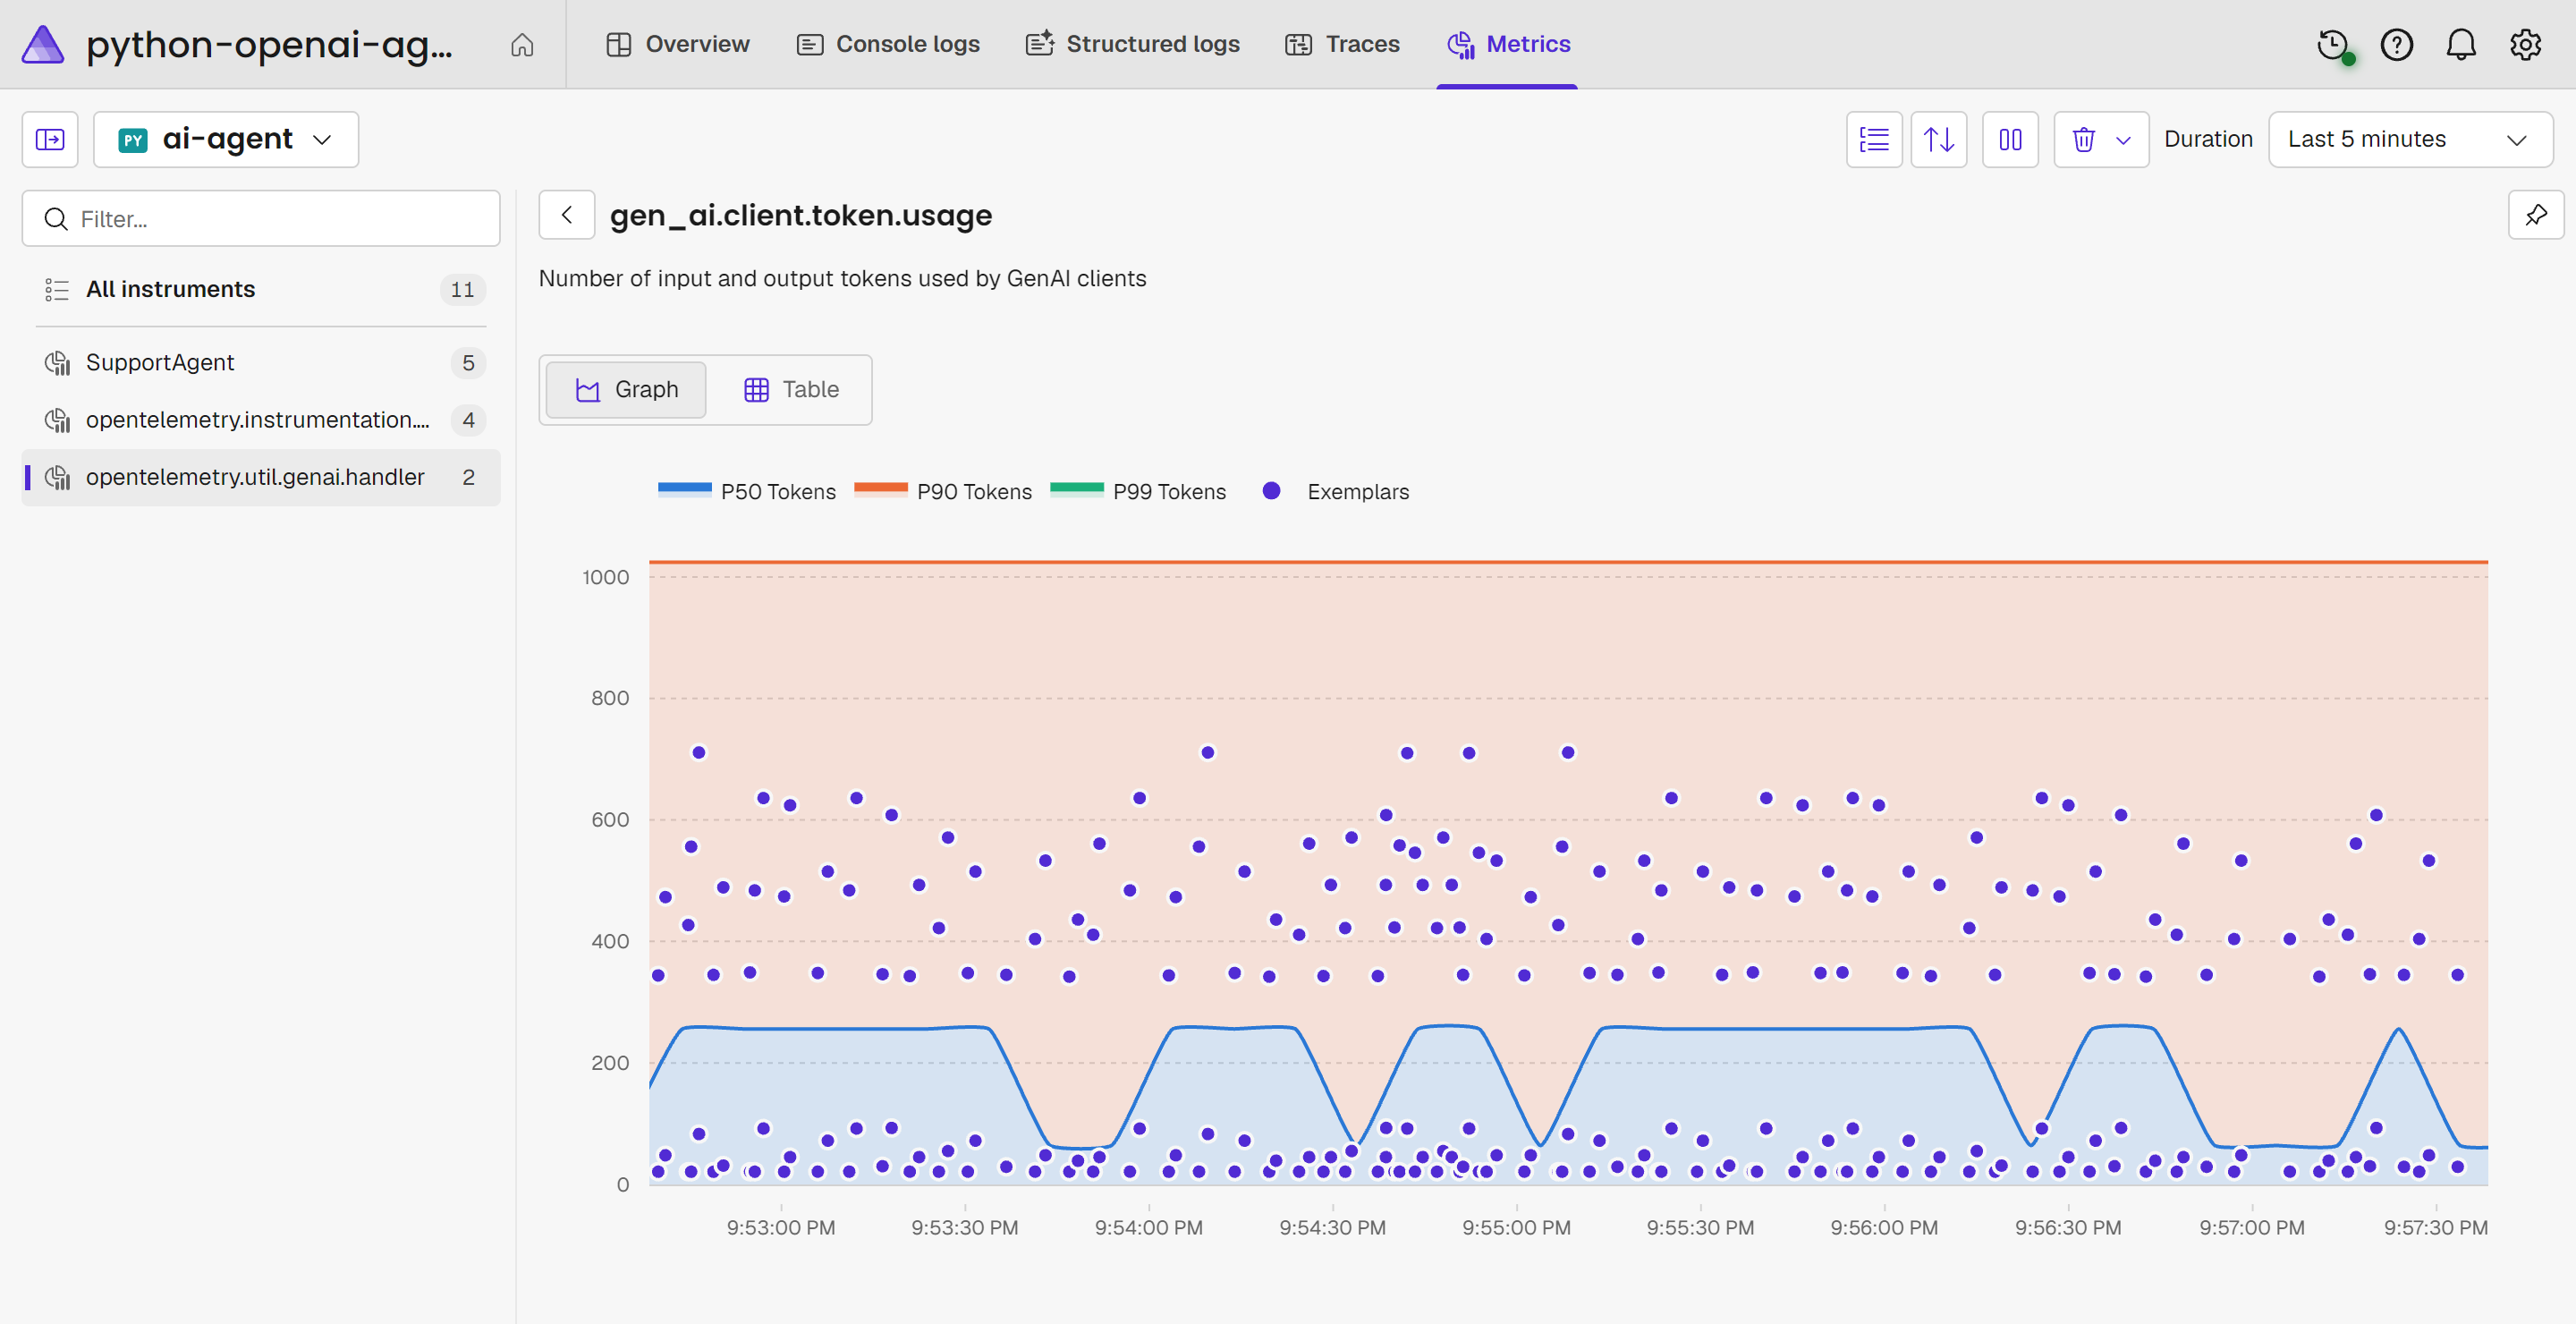 python-openai-ag...
Overview
Console logs
Structured logs
Traces
Metrics
PY ai-agent
Duration
Last 5 minutes
Filter...
All instruments 11
SupportAgent 5
opentelemetry.instrumentation.... 4
opentelemetry.util.genai.handler 2
gen_ai.client.token.usage
Number of input and output tokens used by GenAI clients
Graph
Table
P50 Tokens
P90 Tokens
P99 Tokens
Exemplars
1000
800
600
400
200
0
9:53:00 PM
9:53:30 PM
9:54:00 PM
9:54:30 PM
9:55:00 PM
9:55:30 PM
9:56:00 PM
9:56:30 PM
9:57:00 PM
9:57:30 PM